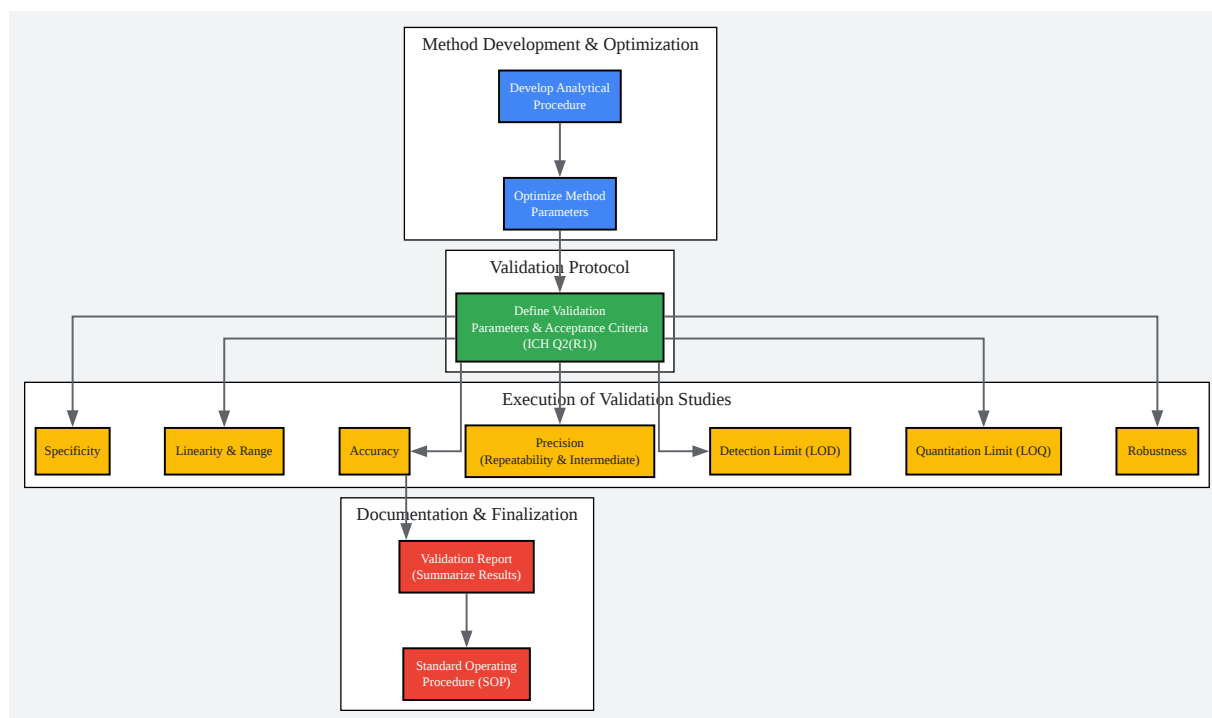 Method Development & Optimization
Develop Analytical
Procedure
Optimize Method
Parameters
Validation Protocol
Define Validation
Parameters & Acceptance Criteria
(ICH Q2(R1))
Execution of Validation Studies
Specificity
Linearity & Range
Accuracy
Precision
(Repeatability & Intermediate)
Detection Limit (LOD)
Quantitation Limit (LOQ)
Robustness
Documentation & Finalization
Validation Report
(Summarize Results)
Standard Operating
Procedure (SOP)